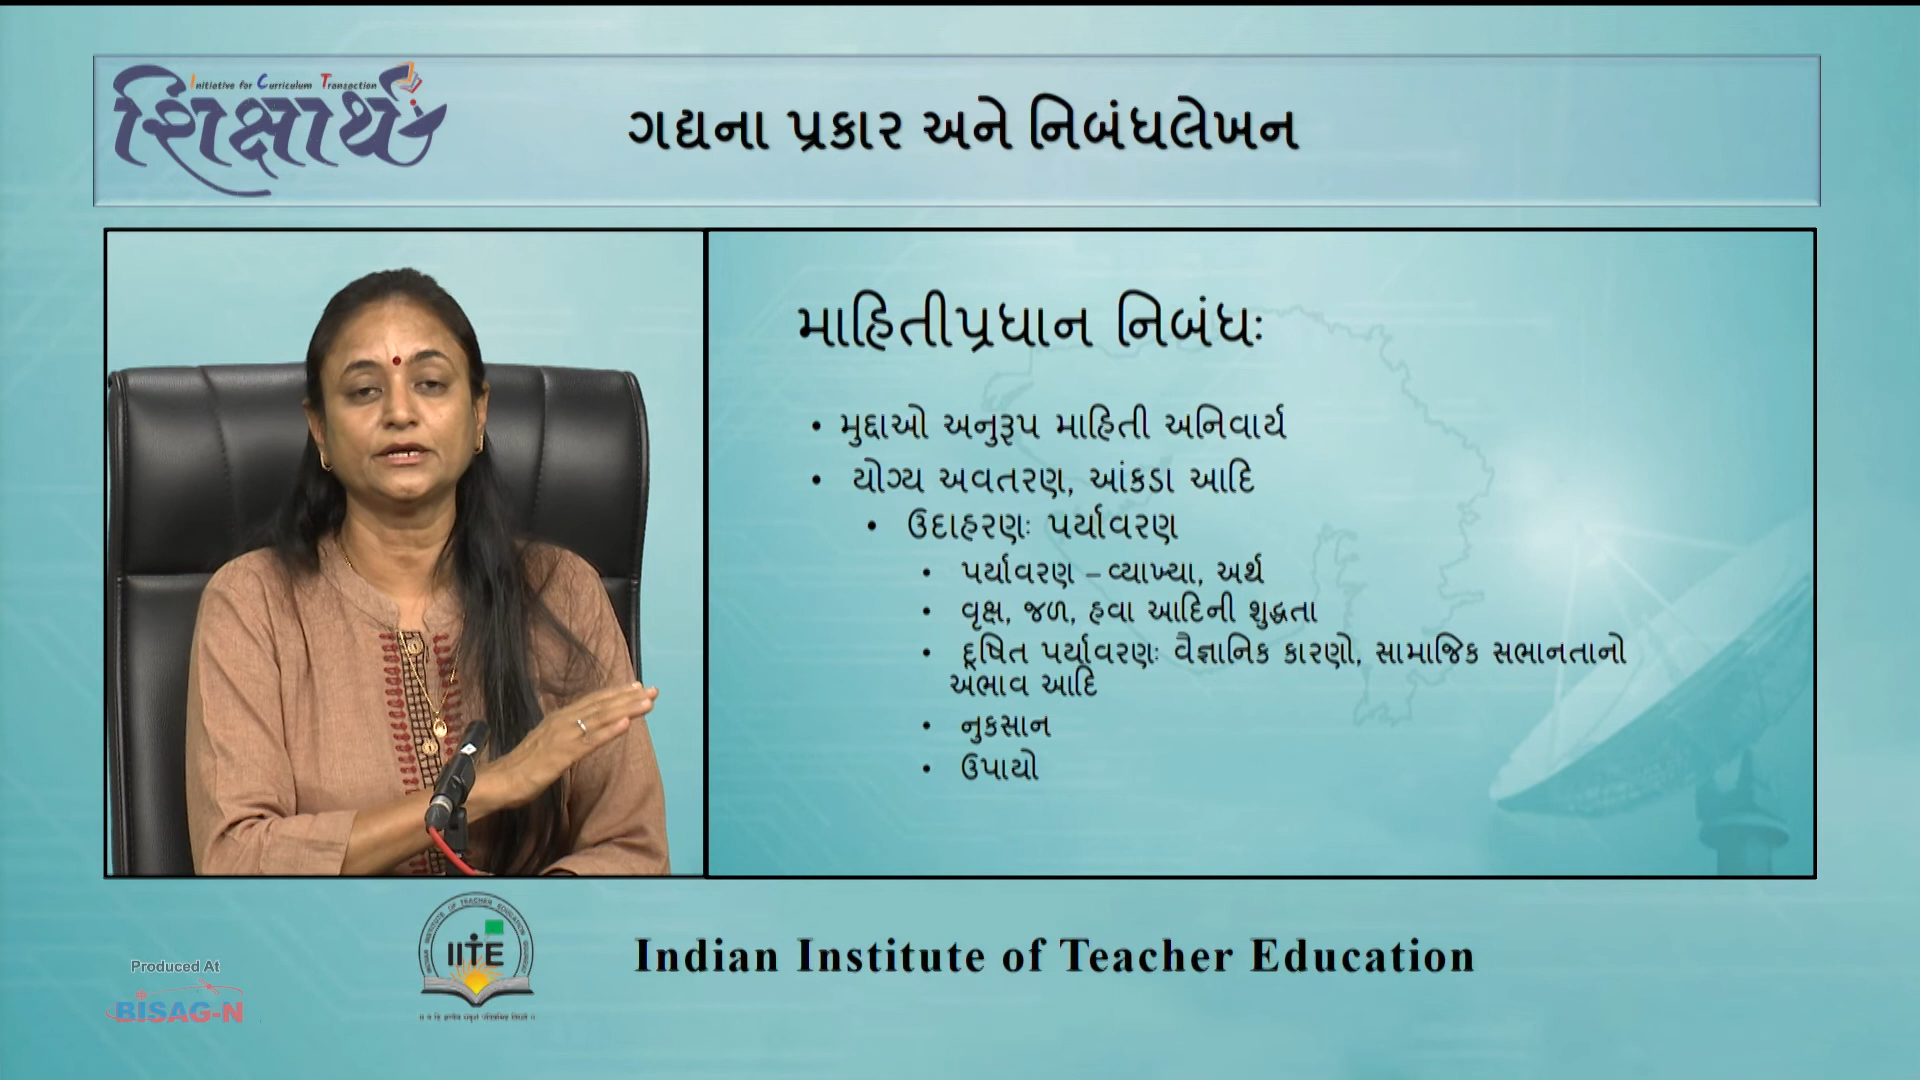 Initiative for Curriculum Transaction
शिक्षार्थ
ગદ્યના પ્રકાર અને નિબંધલેખન
માહિતીપ્રધાન નિબંધઃ
• મુદ્દાઓ અનુરૂપ માહિતી અનિવાર્ય
• યોગ્ય અવતરણ, આંકડા આદિ
• ઉદાહરણઃ પર્યાવરણ
• પર્યાવરણ – વ્યાખ્યા, અર્થ
• વૃક્ષ, જળ, હવા આદિની શુદ્ધતા
• દૂષિત પર્યાવરણઃ વૈજ્ઞાનિક કારણો, સામાજિક સભાનતાનો
અભાવ આદિ
• નુકસાન
• ઉપાયો
Produced At
BISAG-N
IITE
Indian Institute of Teacher Education